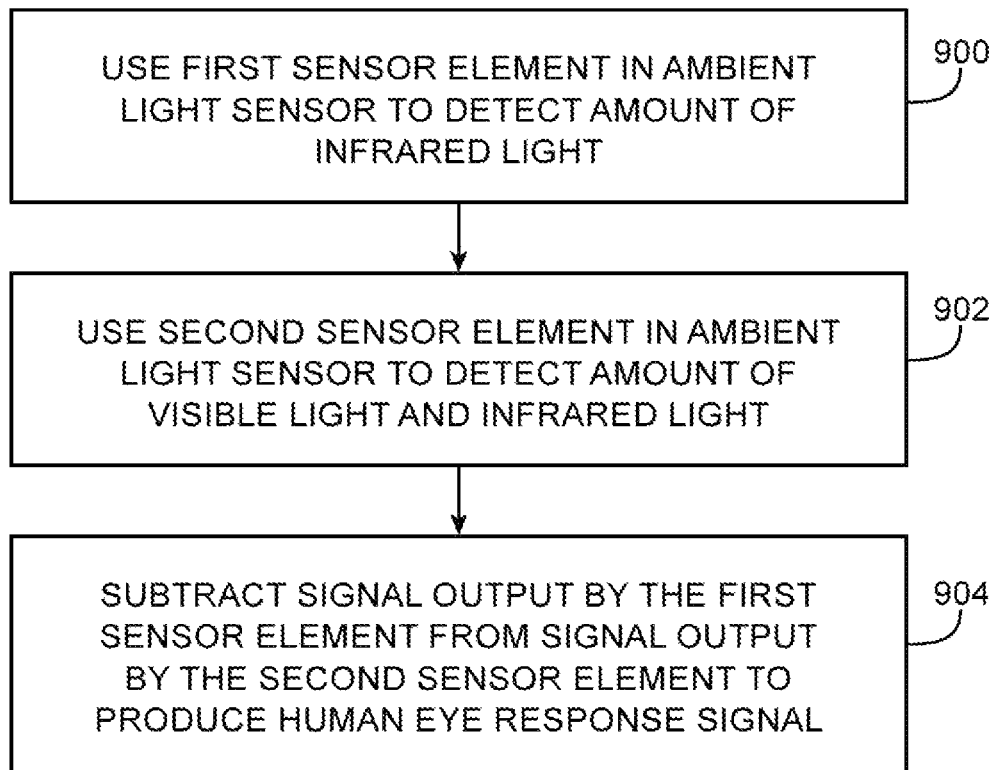 USE FIRST SENSOR ELEMENT IN AMBIENT
LIGHT SENSOR TO DETECT AMOUNT OF
INFRARED LIGHT
900
USE SECOND SENSOR ELEMENT IN AMBIENT
LIGHT SENSOR TO DETECT AMOUNT OF
VISIBLE LIGHT AND INFRARED LIGHT
902
SUBTRACT SIGNAL OUTPUT BY THE FIRST
SENSOR ELEMENT FROM SIGNAL OUTPUT
BY THE SECOND SENSOR ELEMENT TO
PRODUCE HUMAN EYE RESPONSE SIGNAL
904